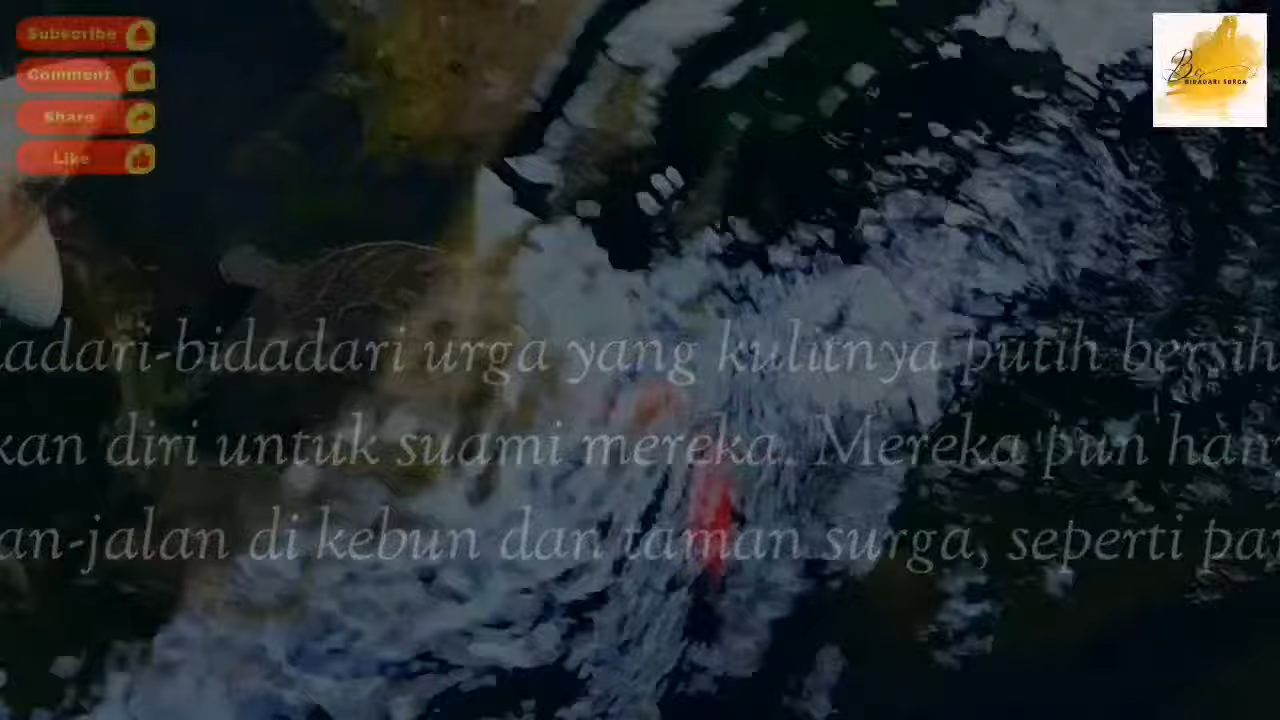 Subscribe
Comment
Share
Like
BIDADARI SURGA
adari-bidadari urga yang kulitnya putih bersih
kan diri untuk suami mereka. Mereka pun han
an-jalan di kebun dan taman surga, seperti par